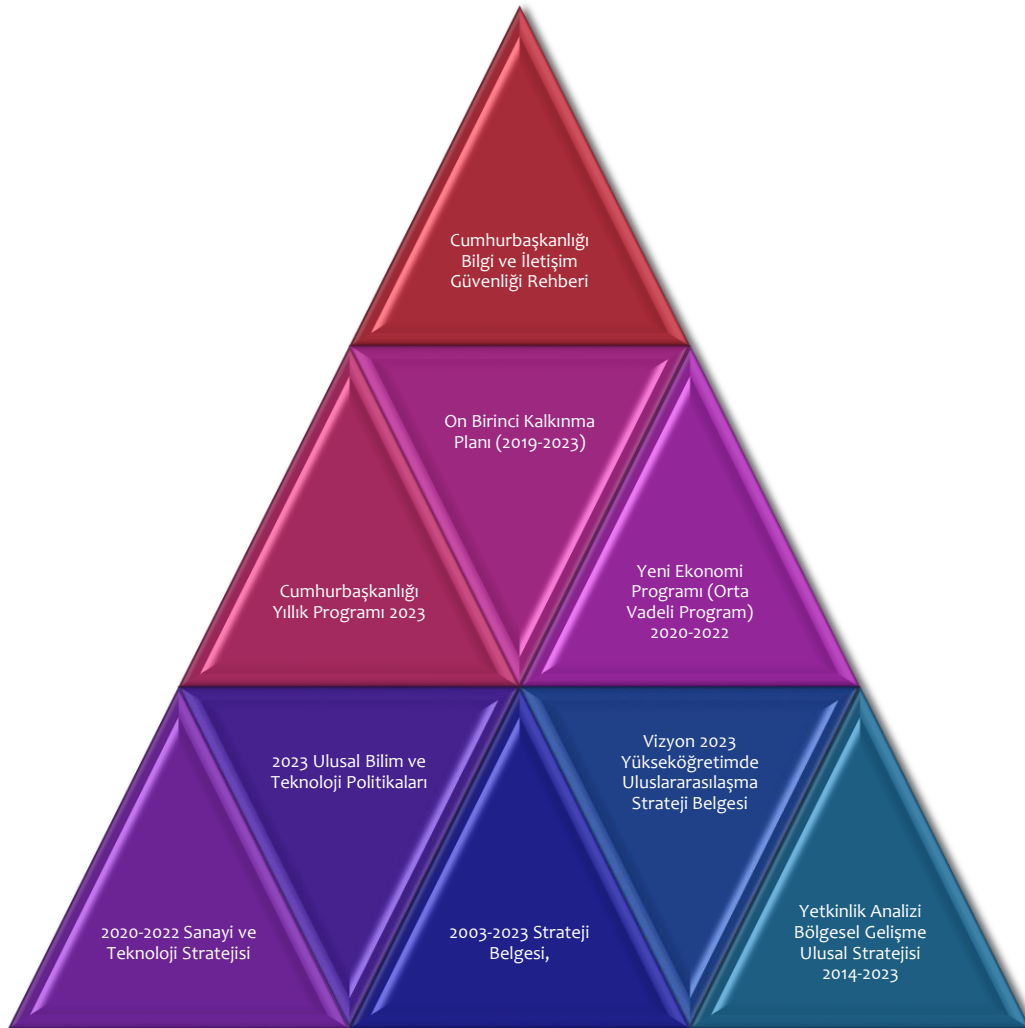 Cumhurbaşkanlığı
Bilgi ve İletişim
Güvenliği Rehberi
On Birinci Kalkınma
Planı (2019-2023)
Cumhurbaşkanlığı
Yıllık Programı 2023
Yeni Ekonomi
Programı (Orta
Vadeli Program)
2020-2022
2023 Ulusal Bilim ve
Teknoloji Politikaları
Vizyon 2023
Yükseköğretimde
Uluslararasılaşma
Strateji Belgesi
2020-2022 Sanayi ve
Teknoloji Stratejisi
2003-2023 Strateji
Belgesi,
Yetkinlik Analizi
Bölgesel Gelişme
Ulusal Stratejisi
2014-2023